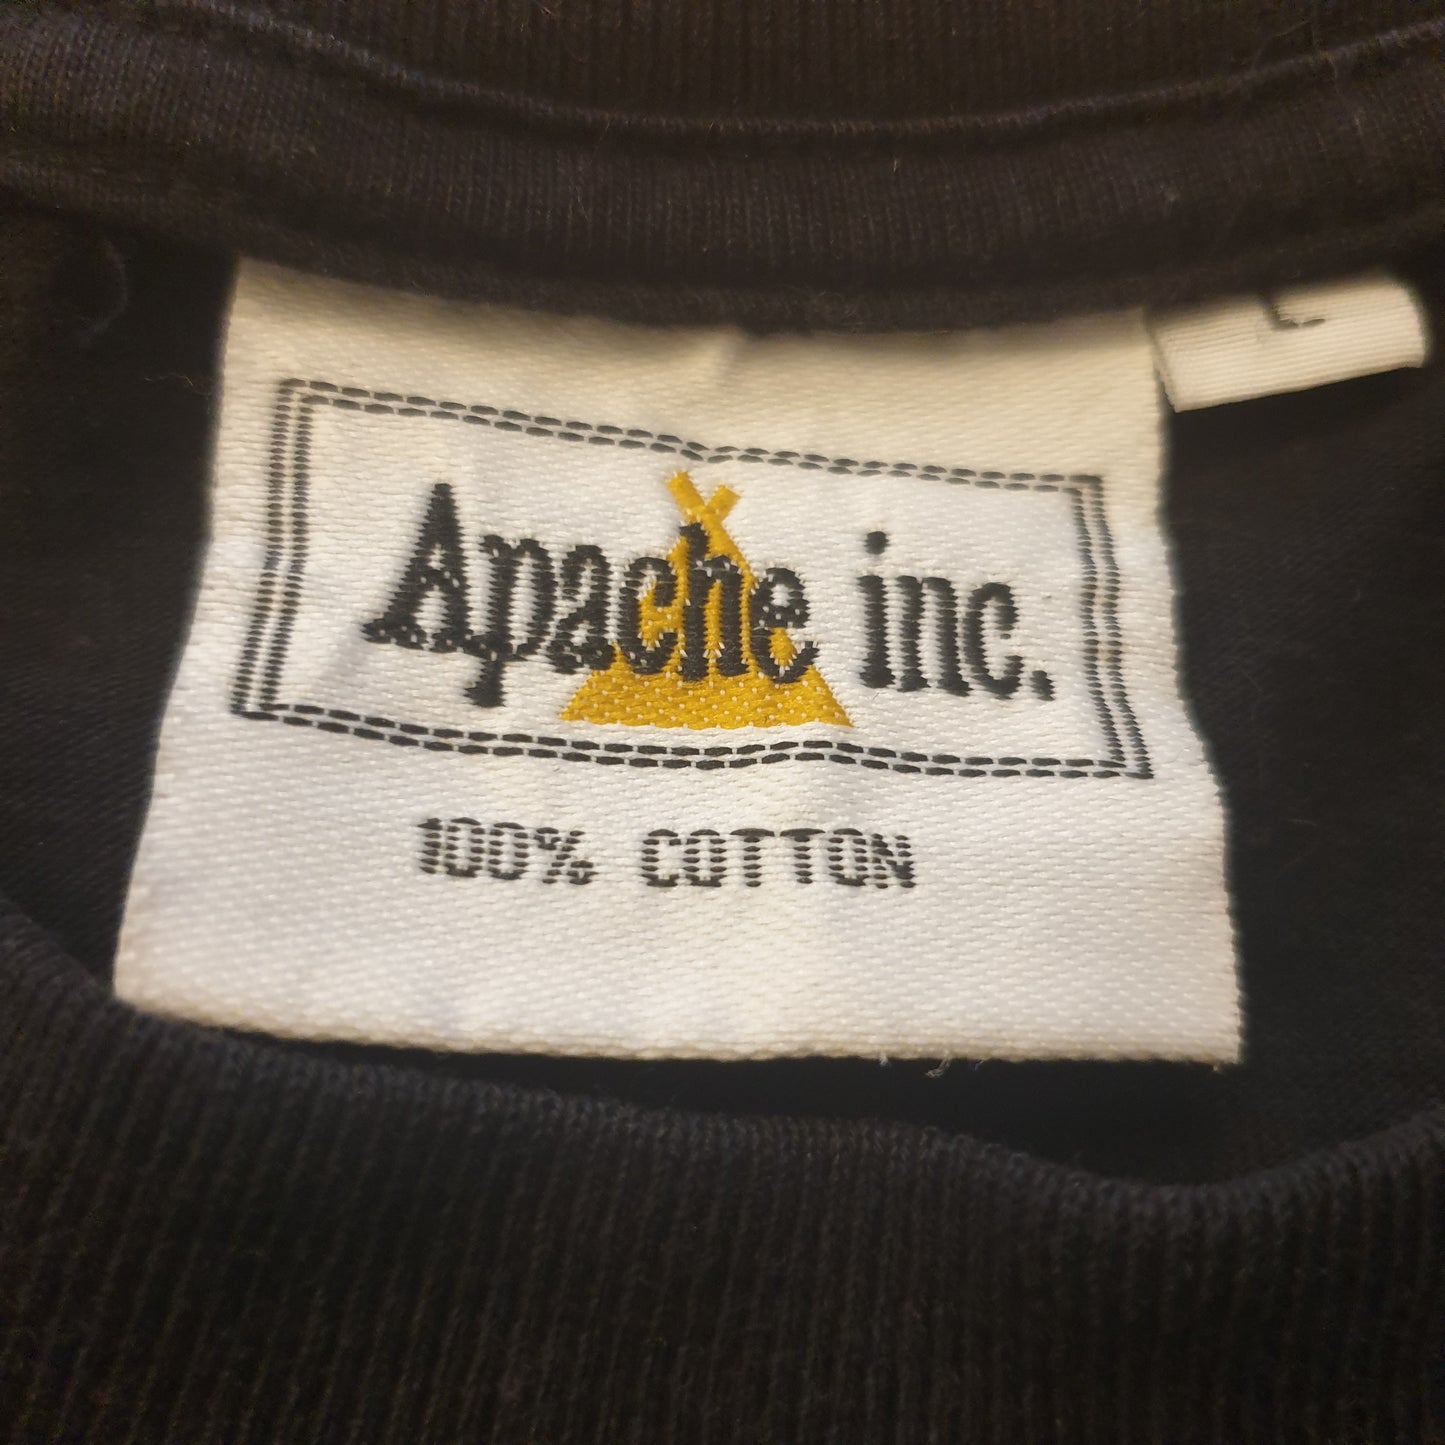 Apache inc.
100% COTTON